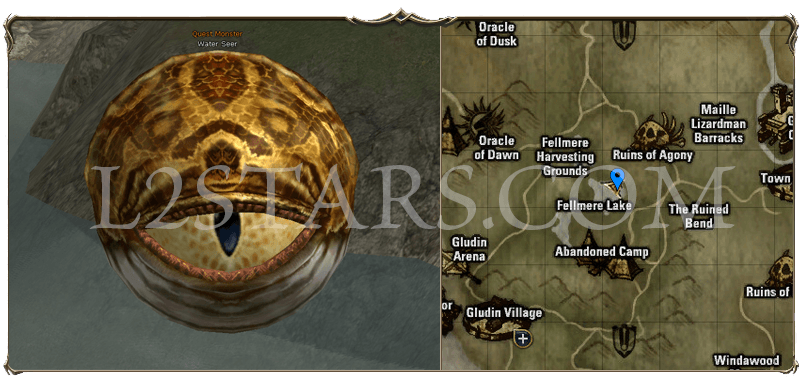 Quest Monster
Water Seer
L2STARS.COM
Oracle
of Dusk
Maille
Lizardman
Barracks
Oracle
of Dawn
Fellmere
Harvesting
Grounds
Ruins of Agony
Town
Fellmere Lake
The Ruined
Bend
Gludin
Arena
Abandoned Camp
Ruins of
Gludin Village
Windawood